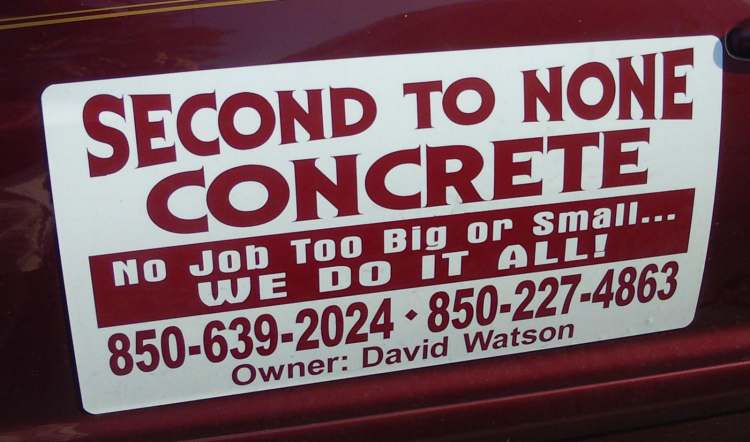 SECOND TO NONE
CONCRETE
No Job Too Big or Small...
WE DO IT ALL!
850-639-2024 • 850-227-4863
Owner: David Watson